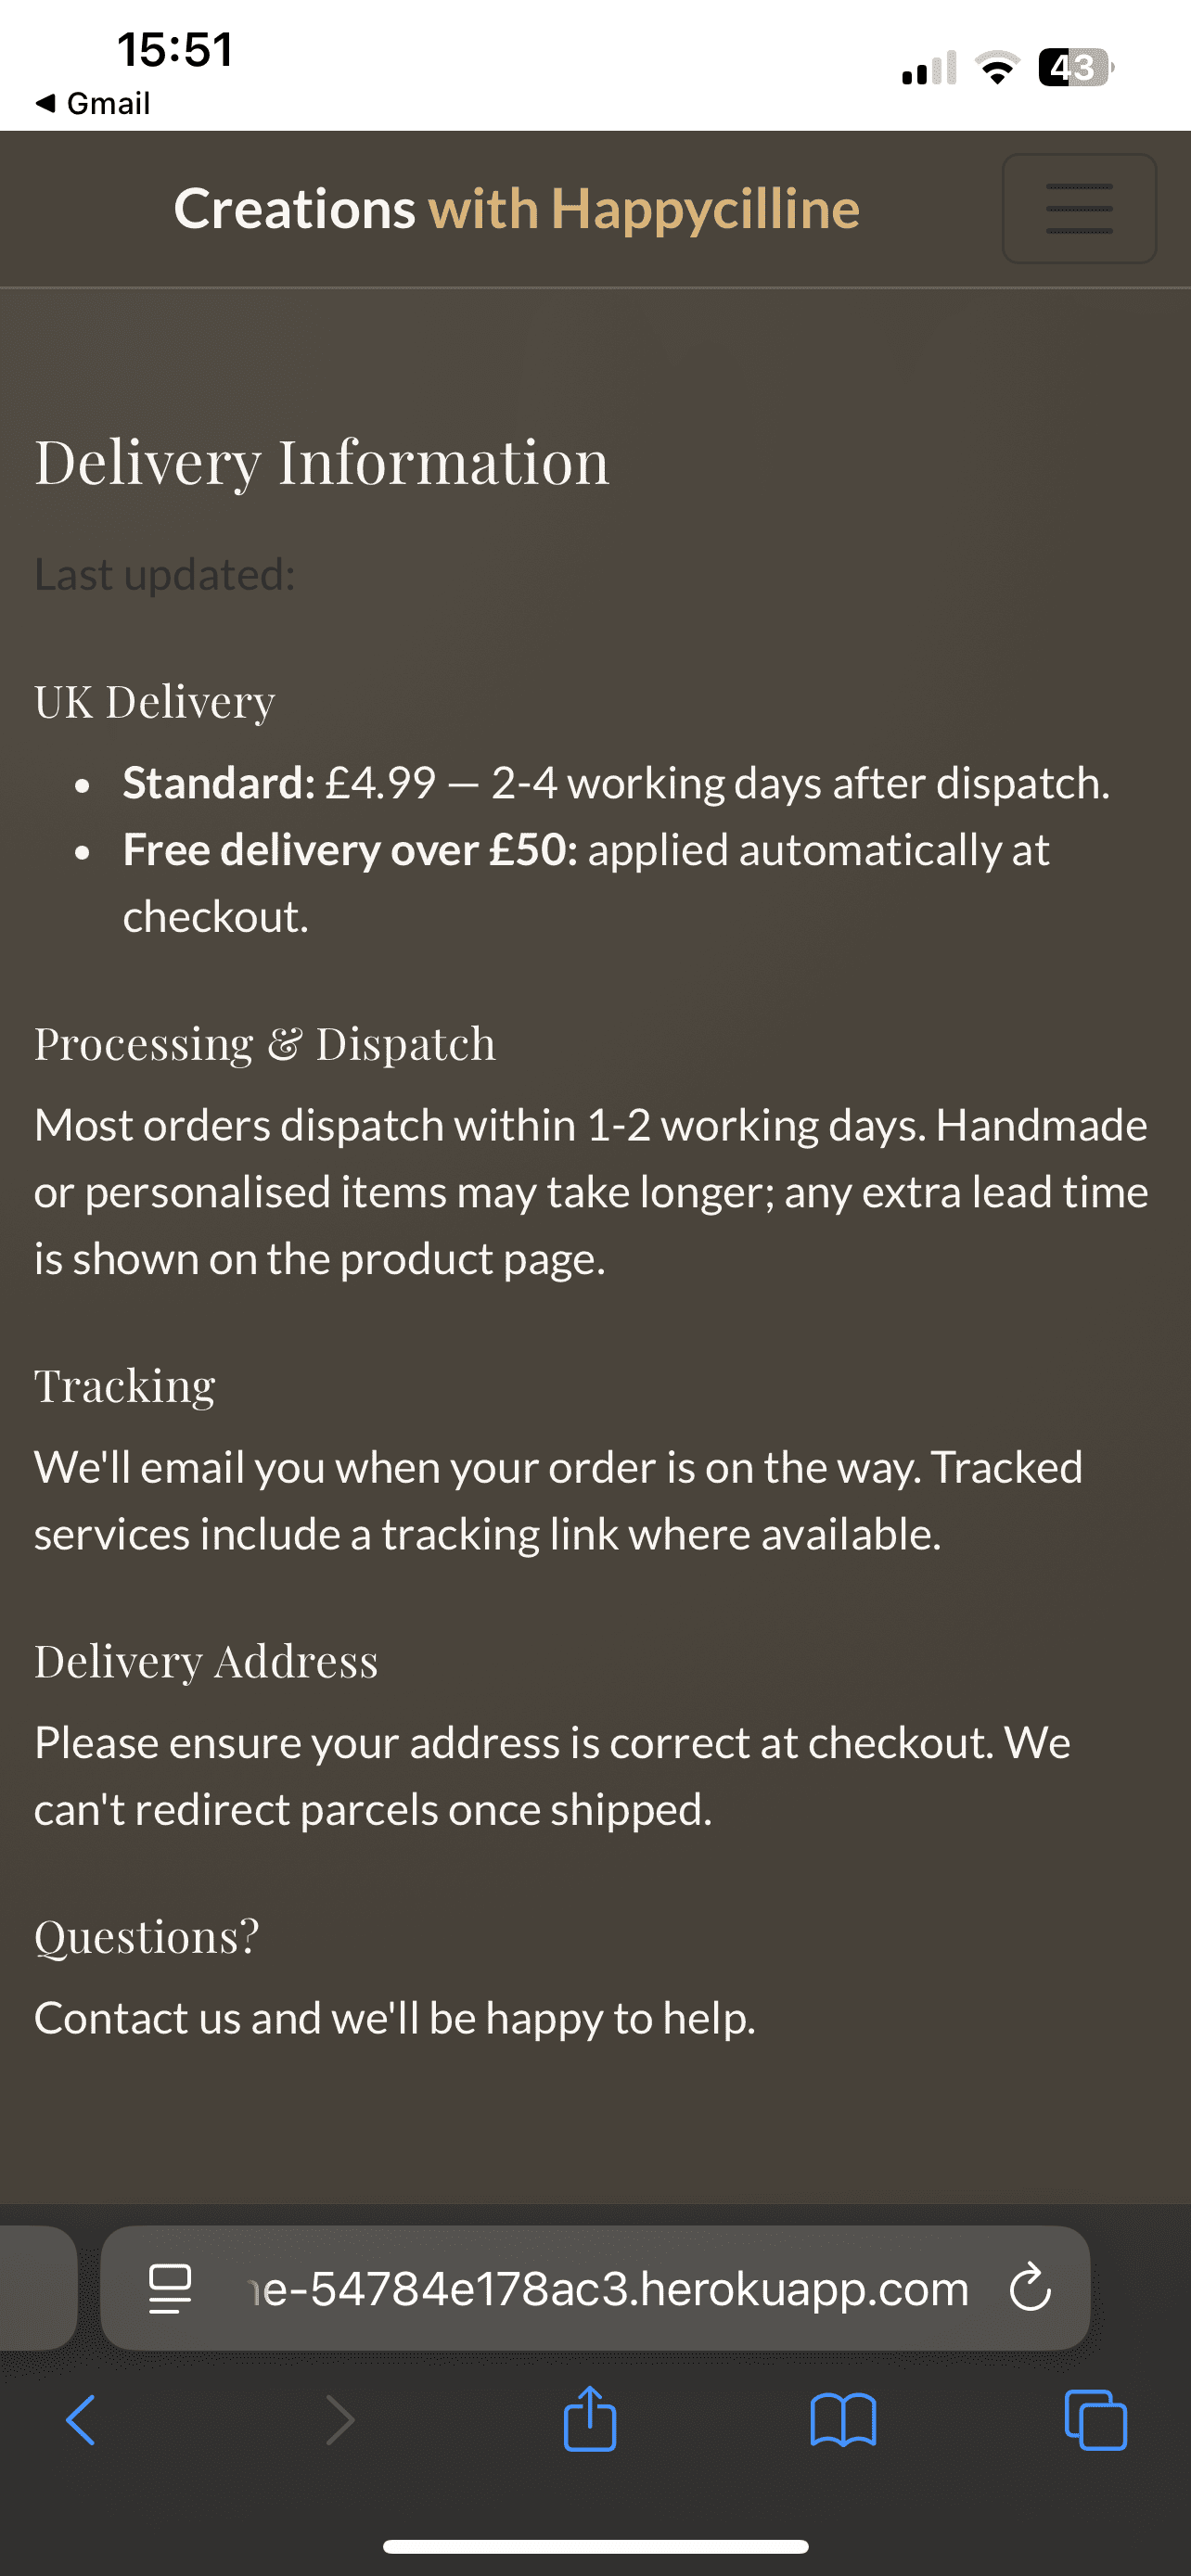 15:51
43
Gmail
Creations with Happycilline
Delivery Information
Last updated:
UK Delivery
• Standard: £4.99 — 2-4 working days after dispatch.
• Free delivery over £50: applied automatically at
checkout.
Processing & Dispatch
Most orders dispatch within 1-2 working days. Handmade
or personalised items may take longer; any extra lead time
is shown on the product page.
Tracking
We'll email you when your order is on the way. Tracked
services include a tracking link where available.
Delivery Address
Please ensure your address is correct at checkout. We
can't redirect parcels once shipped.
Questions?
Contact us and we'll be happy to help.
e-54784e178ac3.herokuapp.com